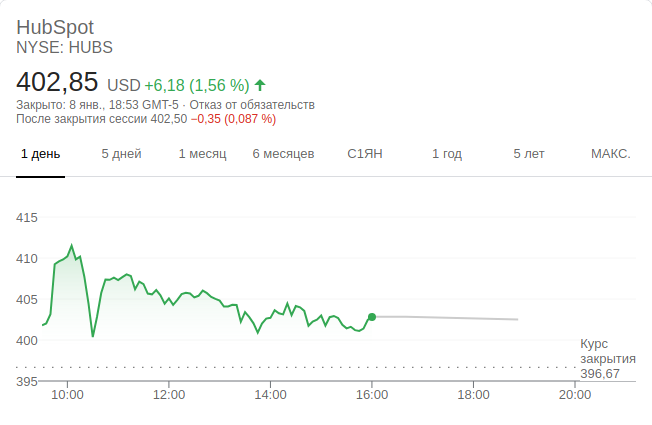 HubSpot
NYSE: HUBS
402,85 USD +6,18 (1,56 %)
Закрыто: 8 янв., 18:53 GMT-5 · Отказ от обязательств
После закрытия сессии 402,50 −0,35 (0,087 %)
1 день 5 дней 1 месяц 6 месяцев С1ЯН 1 год 5 лет МАКС.
415
410
405
400
Курс
закрытия
396,67
395
10:00 12:00 14:00 16:00 18:00 20:00